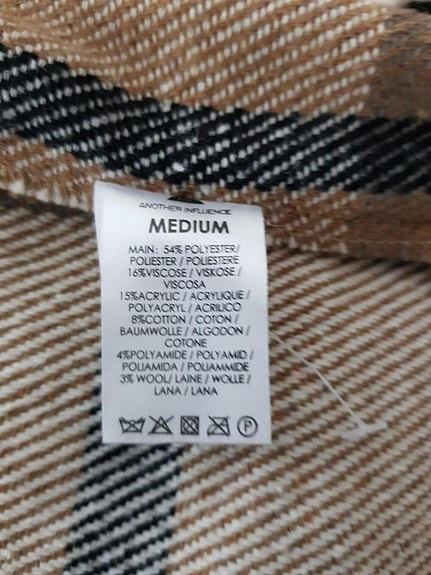 ANOTHER INFLUENCE
MEDIUM
MAIN: 54% POLYESTER/
POLIESTER / POLIESTERE
16%VISCOSE / VISKOSE /
VISCOSA
15%ACRYLIC / ACRYLIQUE /
POLYACRYL / ACRILICO
8%COTTON / COTON /
BAUMWOLLE / ALGODON /
COTONE
4%POLYAMIDE / POLYAMID /
POLIAMIDA / POLIAMMIDE
3% WOOL/ LAINE / WOLLE /
LANA / LANA
P